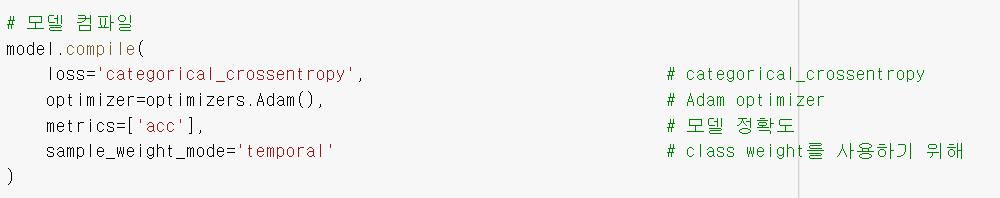 # 모델 컴파일
model.compile(
    loss='categorical_crossentropy', # categorical_crossentropy
    optimizer=optimizers.Adam(), # Adam optimizer
    metrics=['acc'], # 모델 정확도
    sample_weight_mode='temporal' # class weight를 사용하기 위해
)